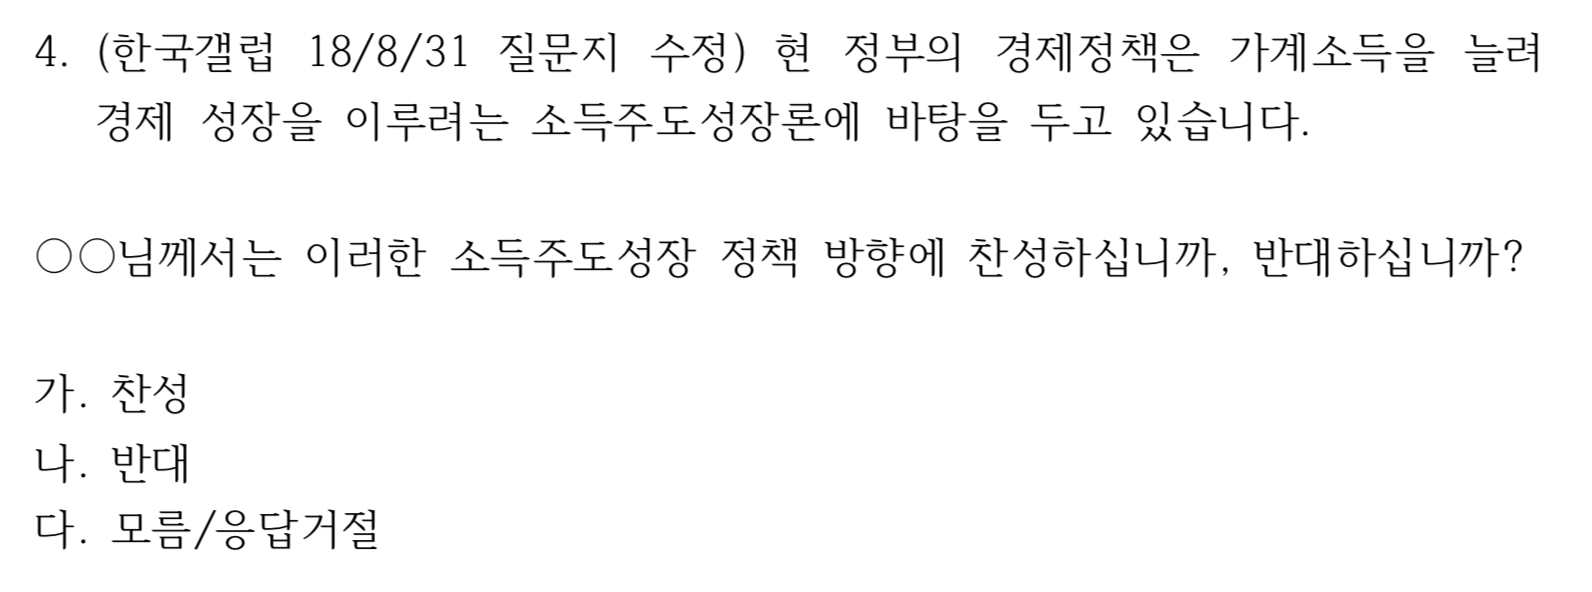 4. (한국갤럽 18/8/31 질문지 수정) 현 정부의 경제정책은 가계소득을 늘려
경제 성장을 이루려는 소득주도성장론에 바탕을 두고 있습니다.
○○님께서는 이러한 소득주도성장 정책 방향에 찬성하십니까, 반대하십니까?
가. 찬성
나. 반대
다. 모름/응답거절